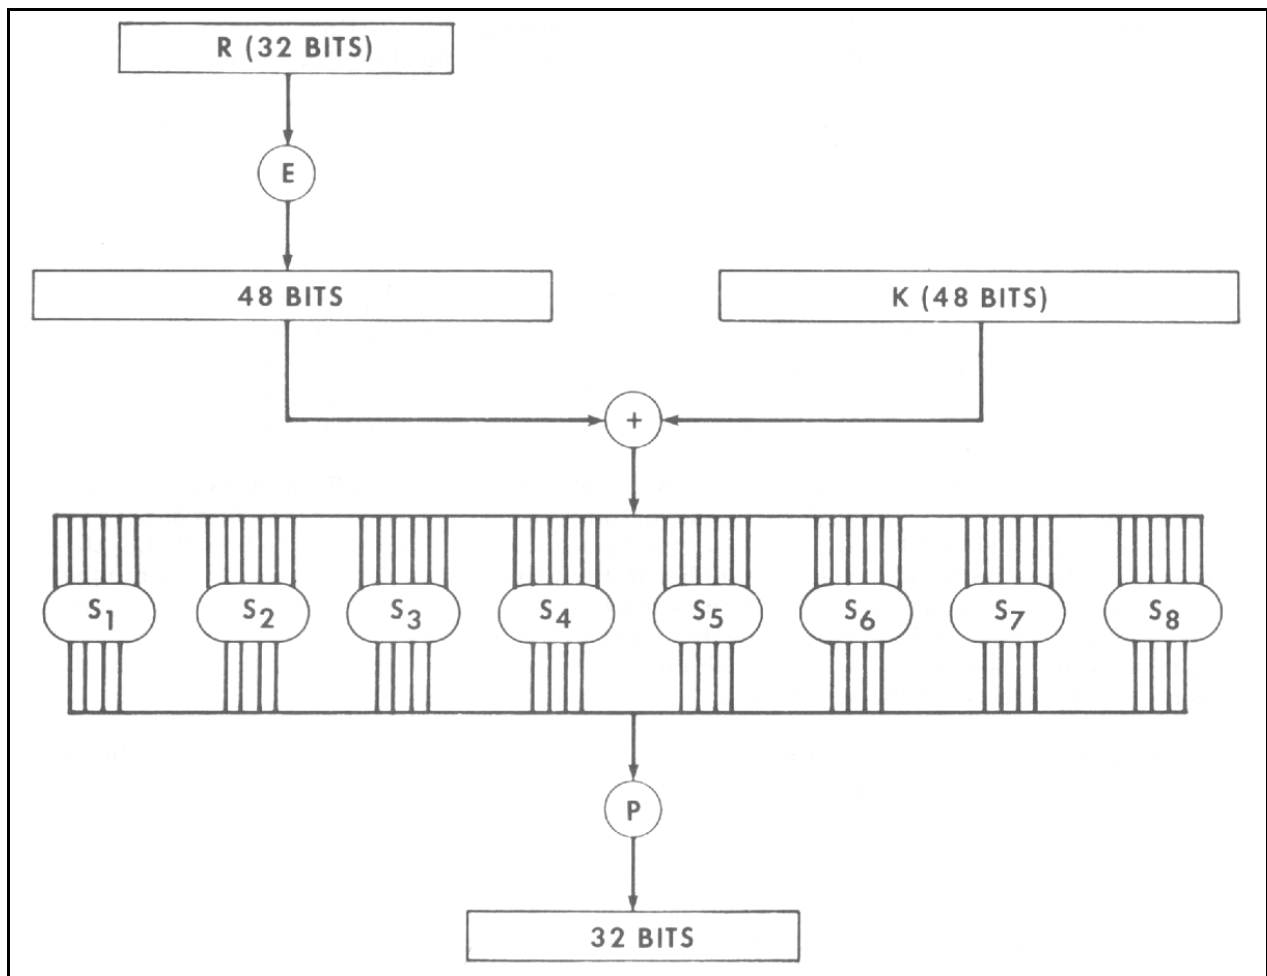 R (32 BITS)
E
48 BITS
K (48 BITS)
+
S1 S2 S3 S4 S5 S6 S7 S8
P
32 BITS